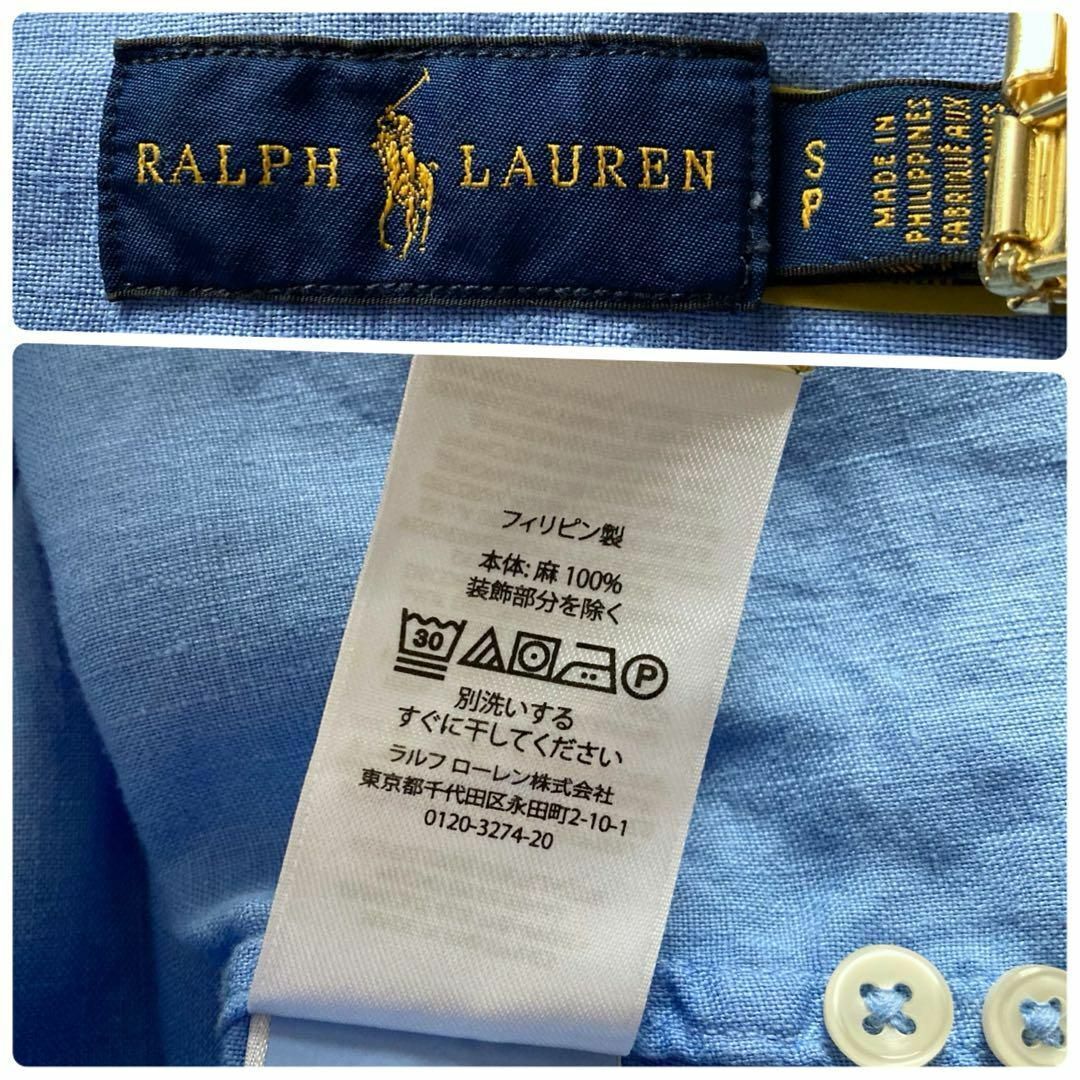 RALPH LAUREN
S
P
MADE IN
PHILIPPINES
FABRIQUÉ AUX
フィリピン製
本体: 麻 100%
装飾部分を除く
30 P
別洗いする
すぐに干してください
ラルフ ローレン株式会社
東京都千代田区永田町2-10-1
0120-3274-20